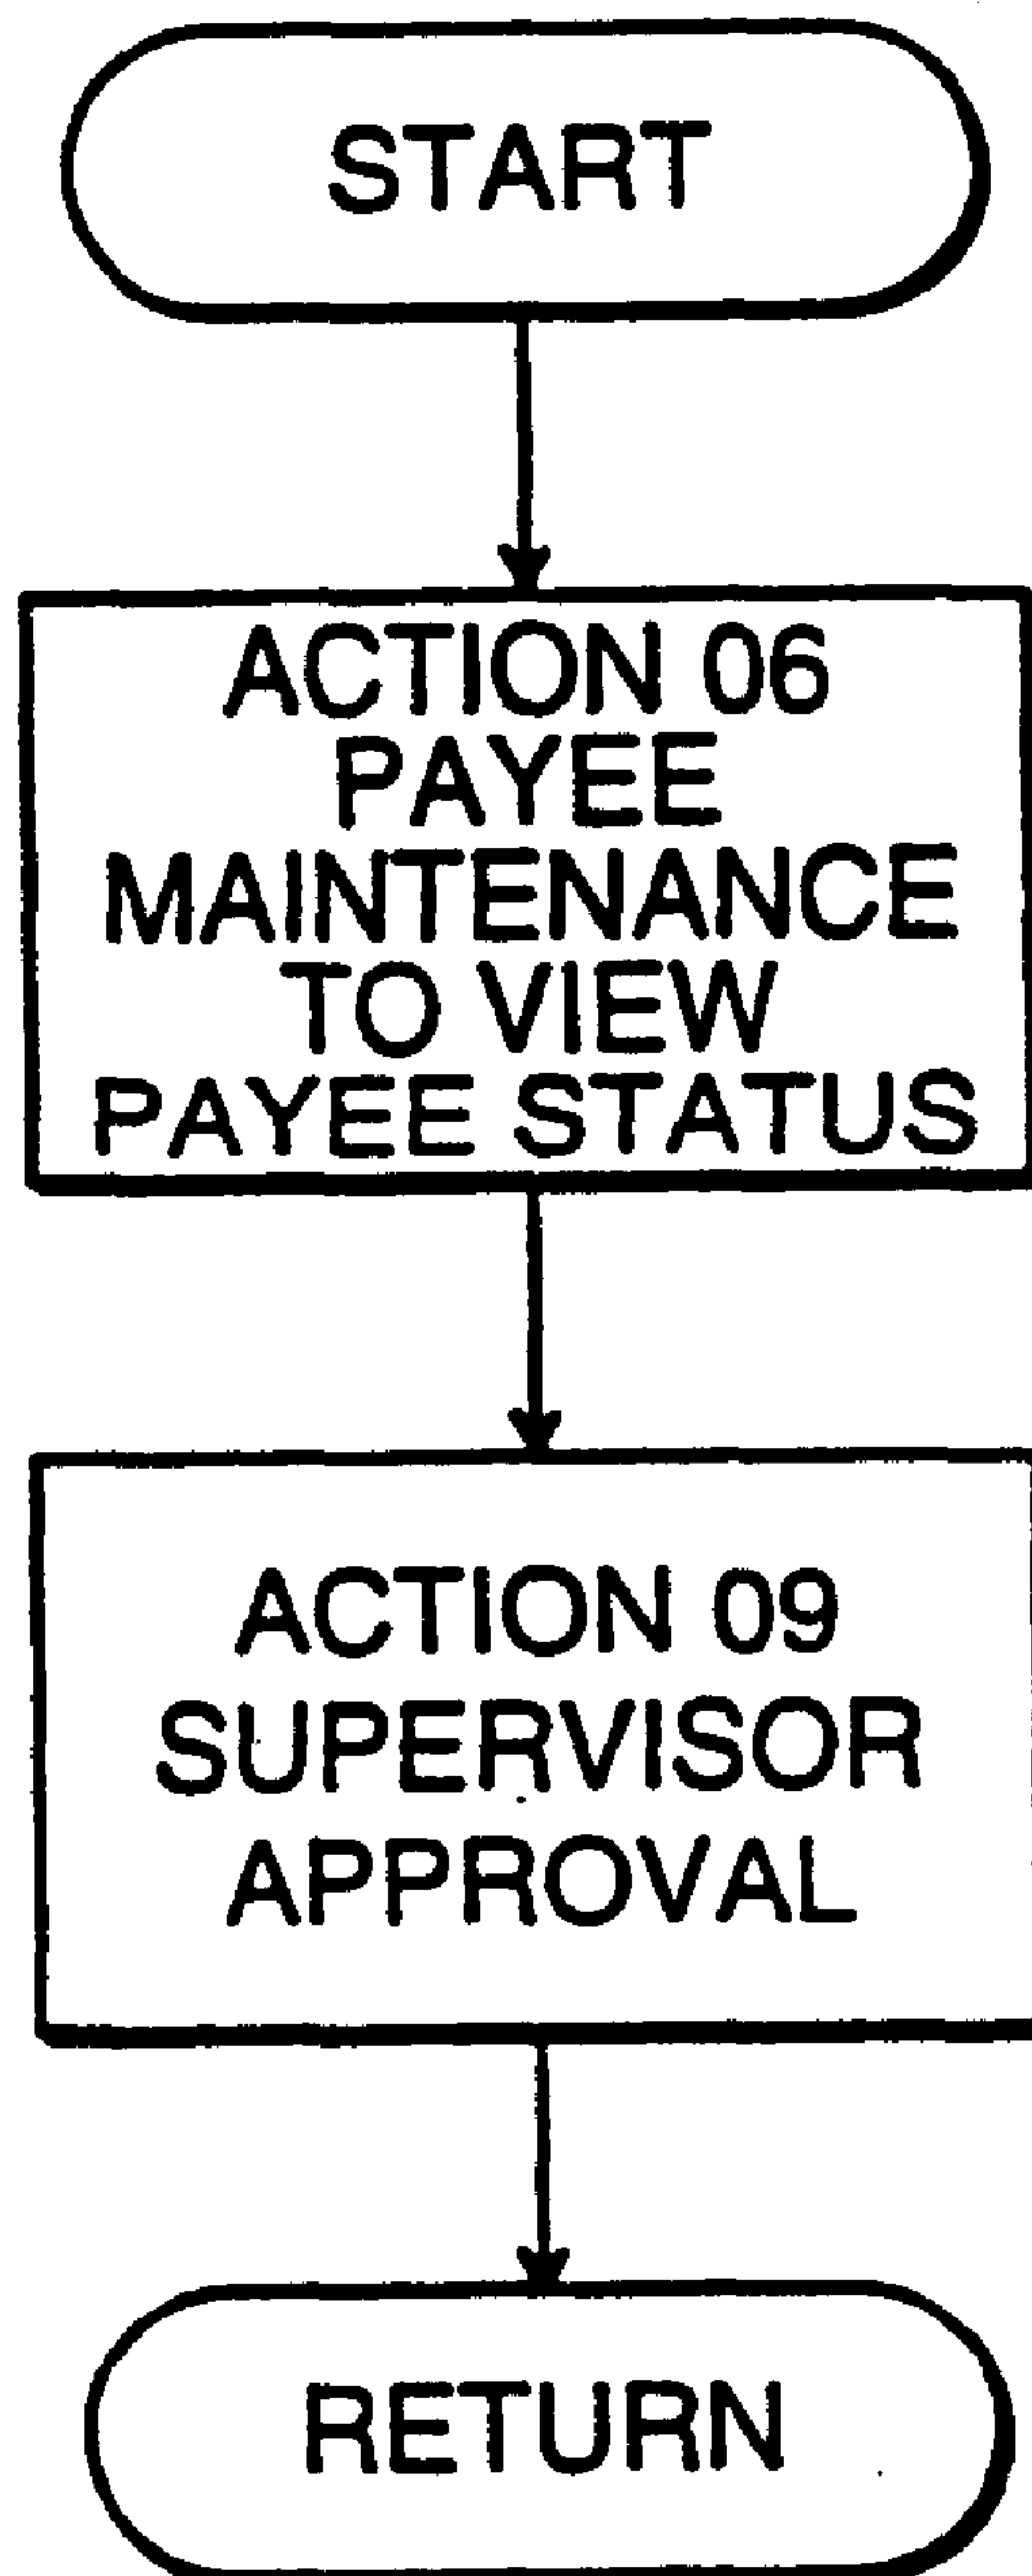 START
ACTION 06
PAYEE
MAINTENANCE
TO VIEW
PAYEE STATUS
ACTION 09
SUPERVISOR
APPROVAL
RETURN